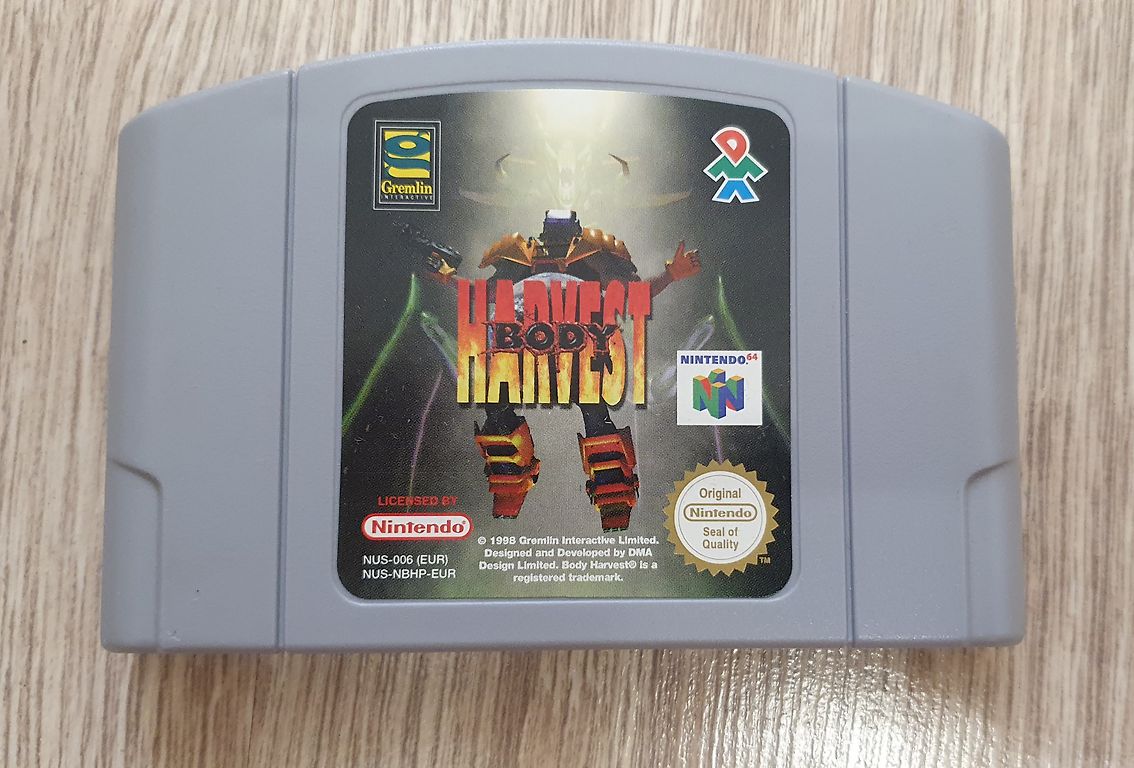 Gremlin
INTERACTIVE
DMA
HARVEST
BODY
NINTENDO.64
LICENSED BY
Nintendo®
NUS-006 (EUR)
NUS-NBHP-EUR
© 1998 Gremlin Interactive Limited.
Designed and Developed by DMA
Design Limited. Body Harvest® is a
registered trademark.
Original
Nintendo
Seal of
Quality
TM